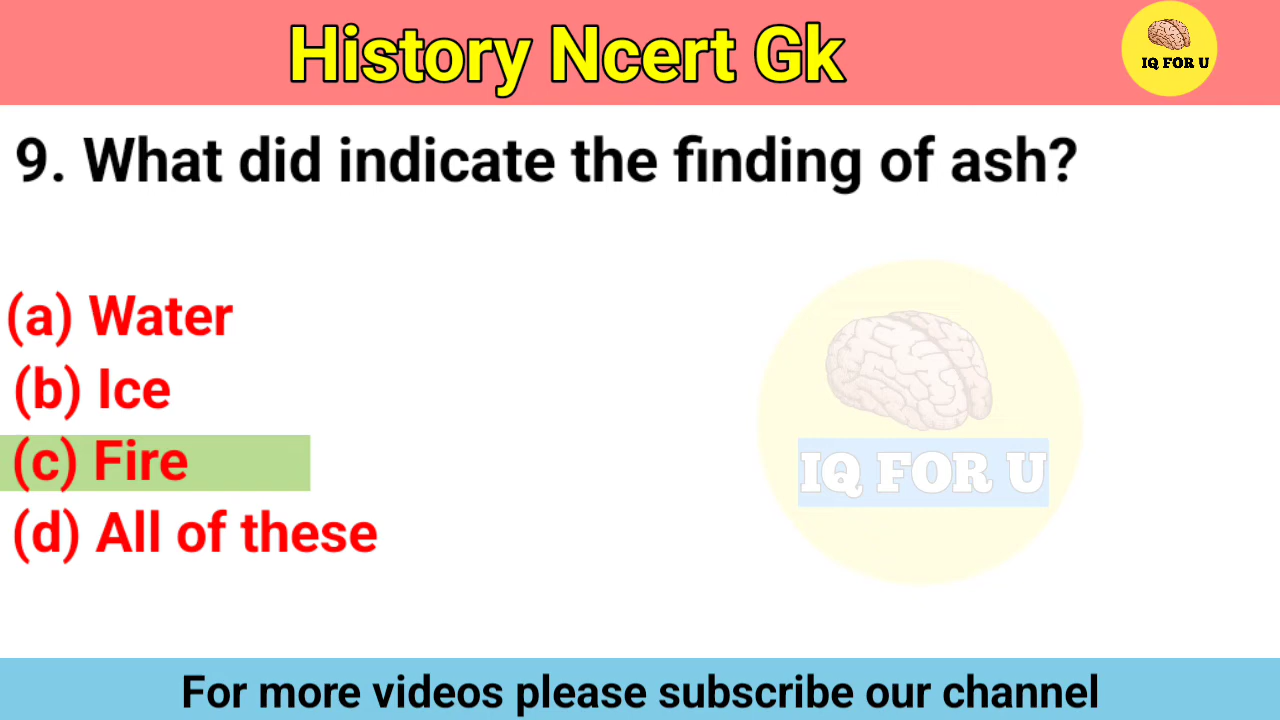 History Ncert Gk
IQ FOR U
9. What did indicate the finding of ash?
(a) Water
(b) Ice
(c) Fire
(d) All of these
IQ FOR U
For more videos please subscribe our channel